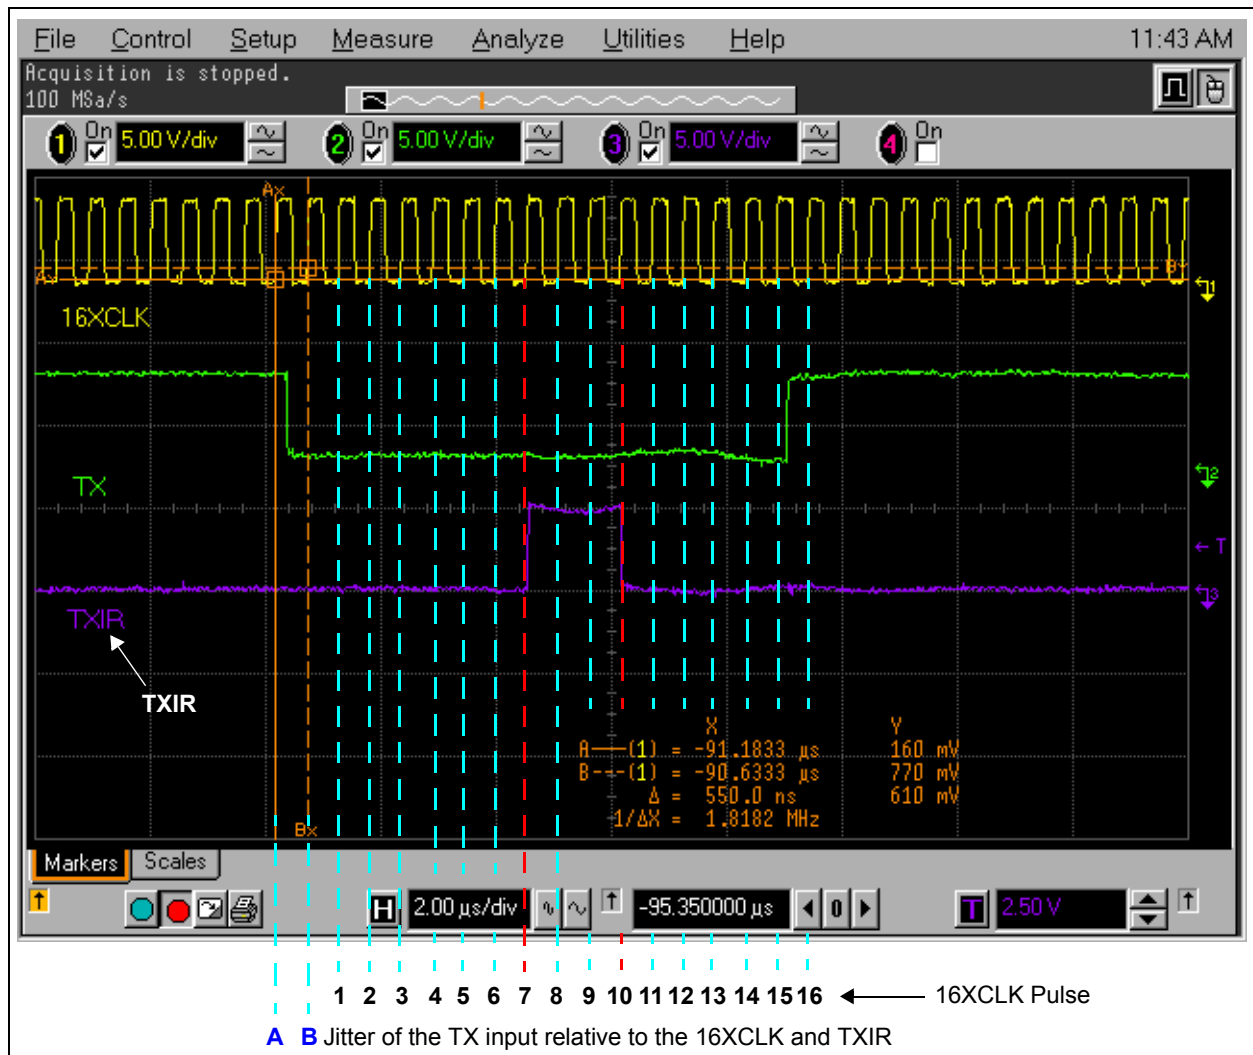 File Control Setup Measure Analyze Utilities Help 11:43 AM
Acquisition is stopped.
100 MSa/s
1 On 5.00 V/div 2 On 5.00 V/div 3 On 5.00 V/div 4 On
Ax
Ay By
1
16XCLK
TX
2
T
TXIR
3
TXIR
X Y
A——(1) = -91.1833 µs 160 mV
B---(1) = -90.6333 µs 770 mV
Δ = 550.0 ns 610 mV
1/ΔX = 1.8182 MHz
Bx
Markers Scales
H 2.00 µs/div -95.350000 µs 0 T 2.50 V
1 2 3 4 5 6 7 8 9 10 11 12 13 14 15 16 16XCLK Pulse
A B Jitter of the TX input relative to the 16XCLK and TXIR